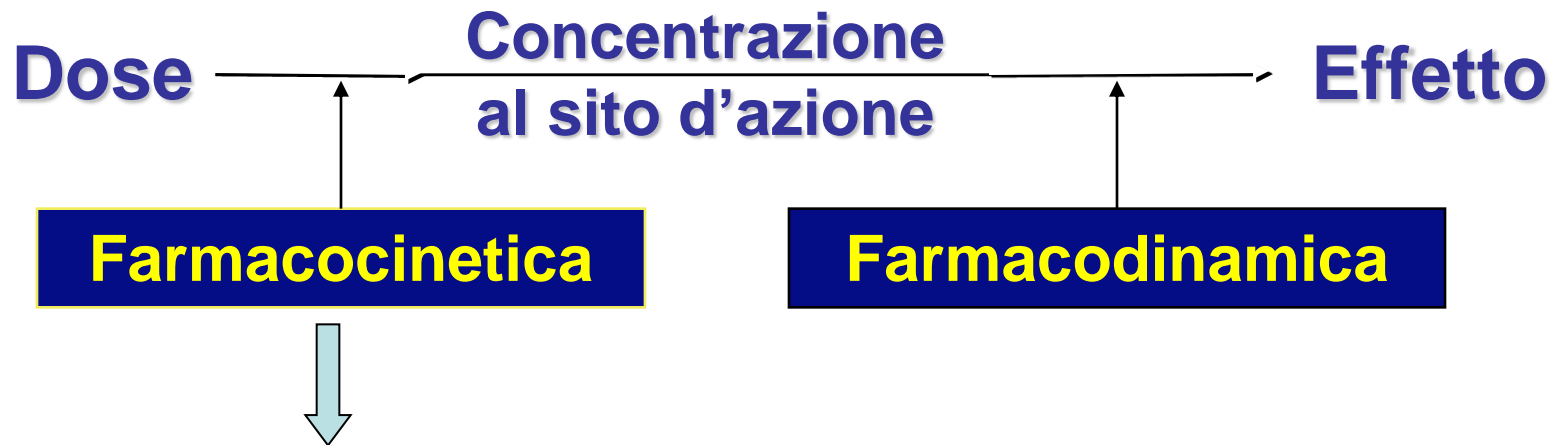 Dose
Concentrazione
al sito d’azione
Effetto
Farmacocinetica
Farmacodinamica